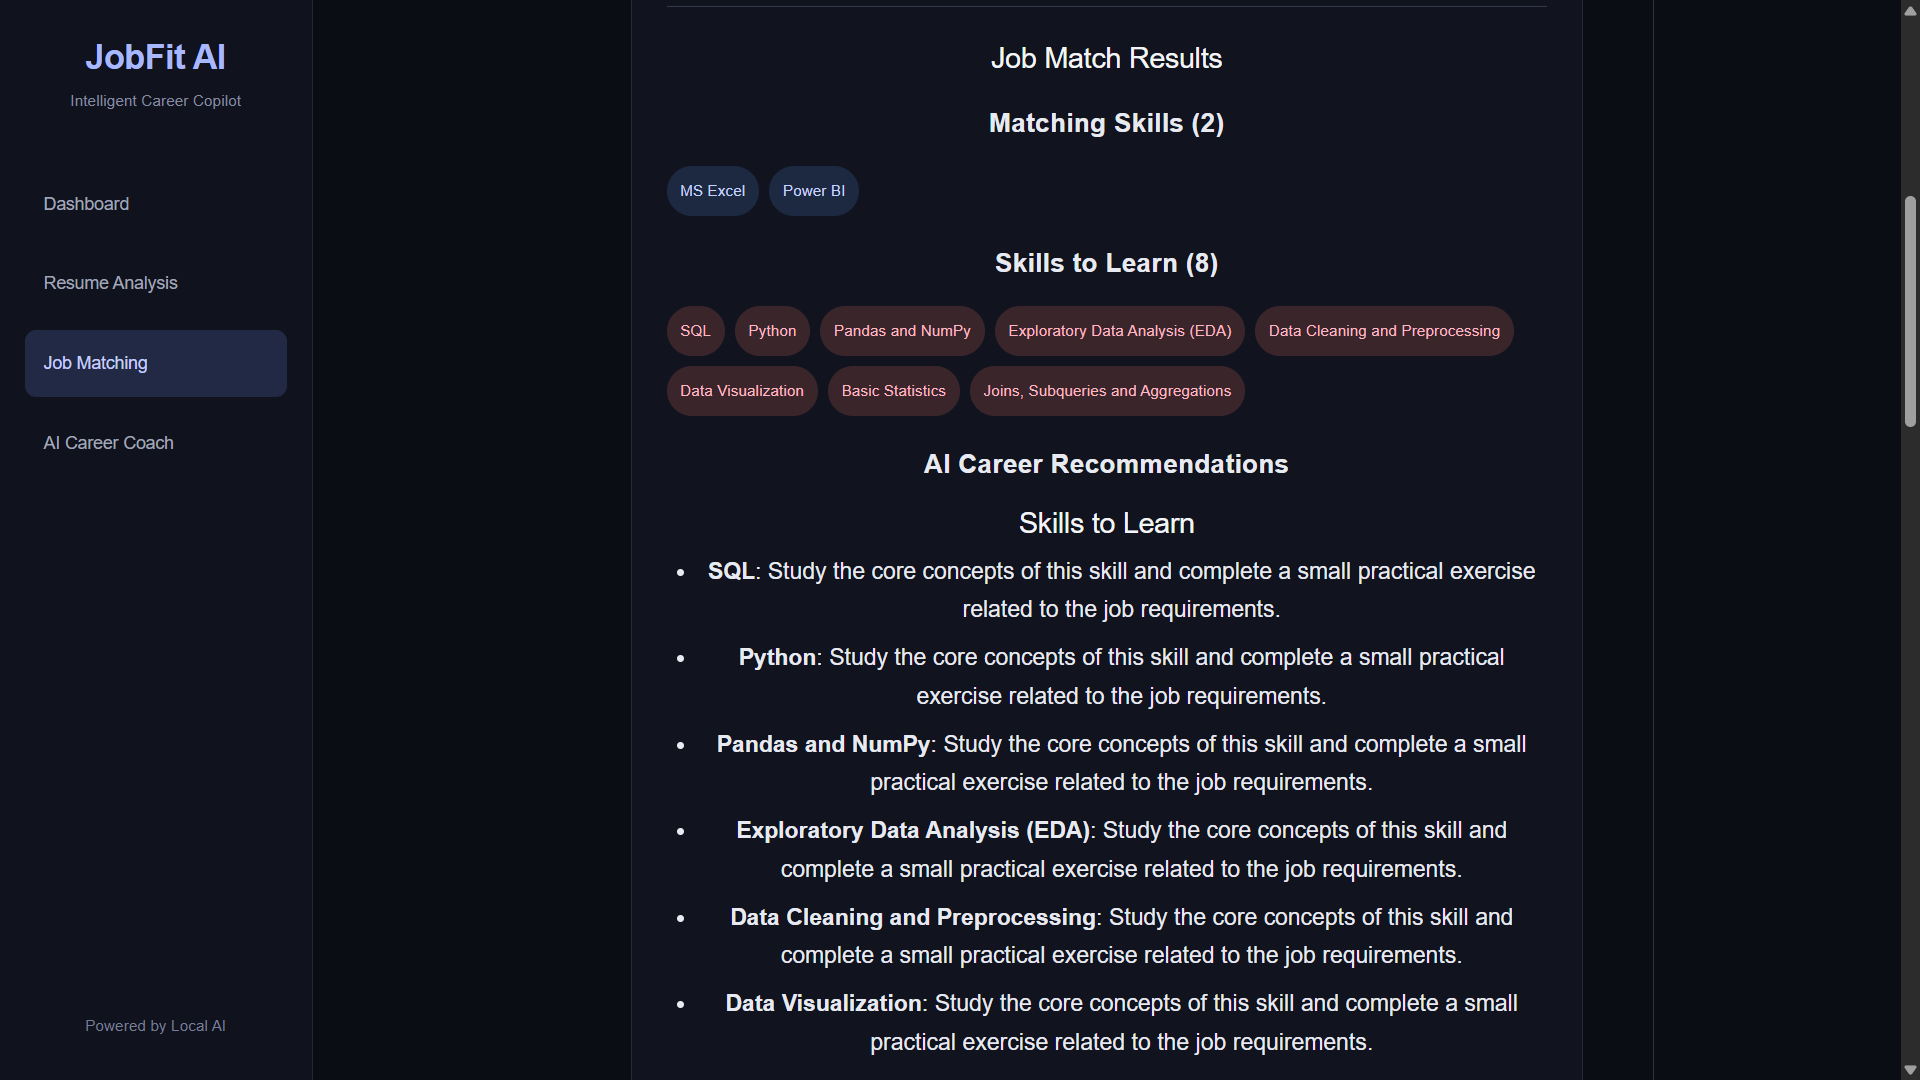 JobFit AI
Intelligent Career Copilot
Dashboard
Resume Analysis
Job Matching
AI Career Coach
Powered by Local AI
Job Match Results
Matching Skills (2)
MS Excel
Power BI
Skills to Learn (8)
SQL
Python
Pandas and NumPy
Exploratory Data Analysis (EDA)
Data Cleaning and Preprocessing
Data Visualization
Basic Statistics
Joins, Subqueries and Aggregations
AI Career Recommendations
Skills to Learn
• SQL: Study the core concepts of this skill and complete a small practical exercise
related to the job requirements.
• Python: Study the core concepts of this skill and complete a small practical
exercise related to the job requirements.
• Pandas and NumPy: Study the core concepts of this skill and complete a small
practical exercise related to the job requirements.
• Exploratory Data Analysis (EDA): Study the core concepts of this skill and
complete a small practical exercise related to the job requirements.
• Data Cleaning and Preprocessing: Study the core concepts of this skill and
complete a small practical exercise related to the job requirements.
• Data Visualization: Study the core concepts of this skill and complete a small
practical exercise related to the job requirements.